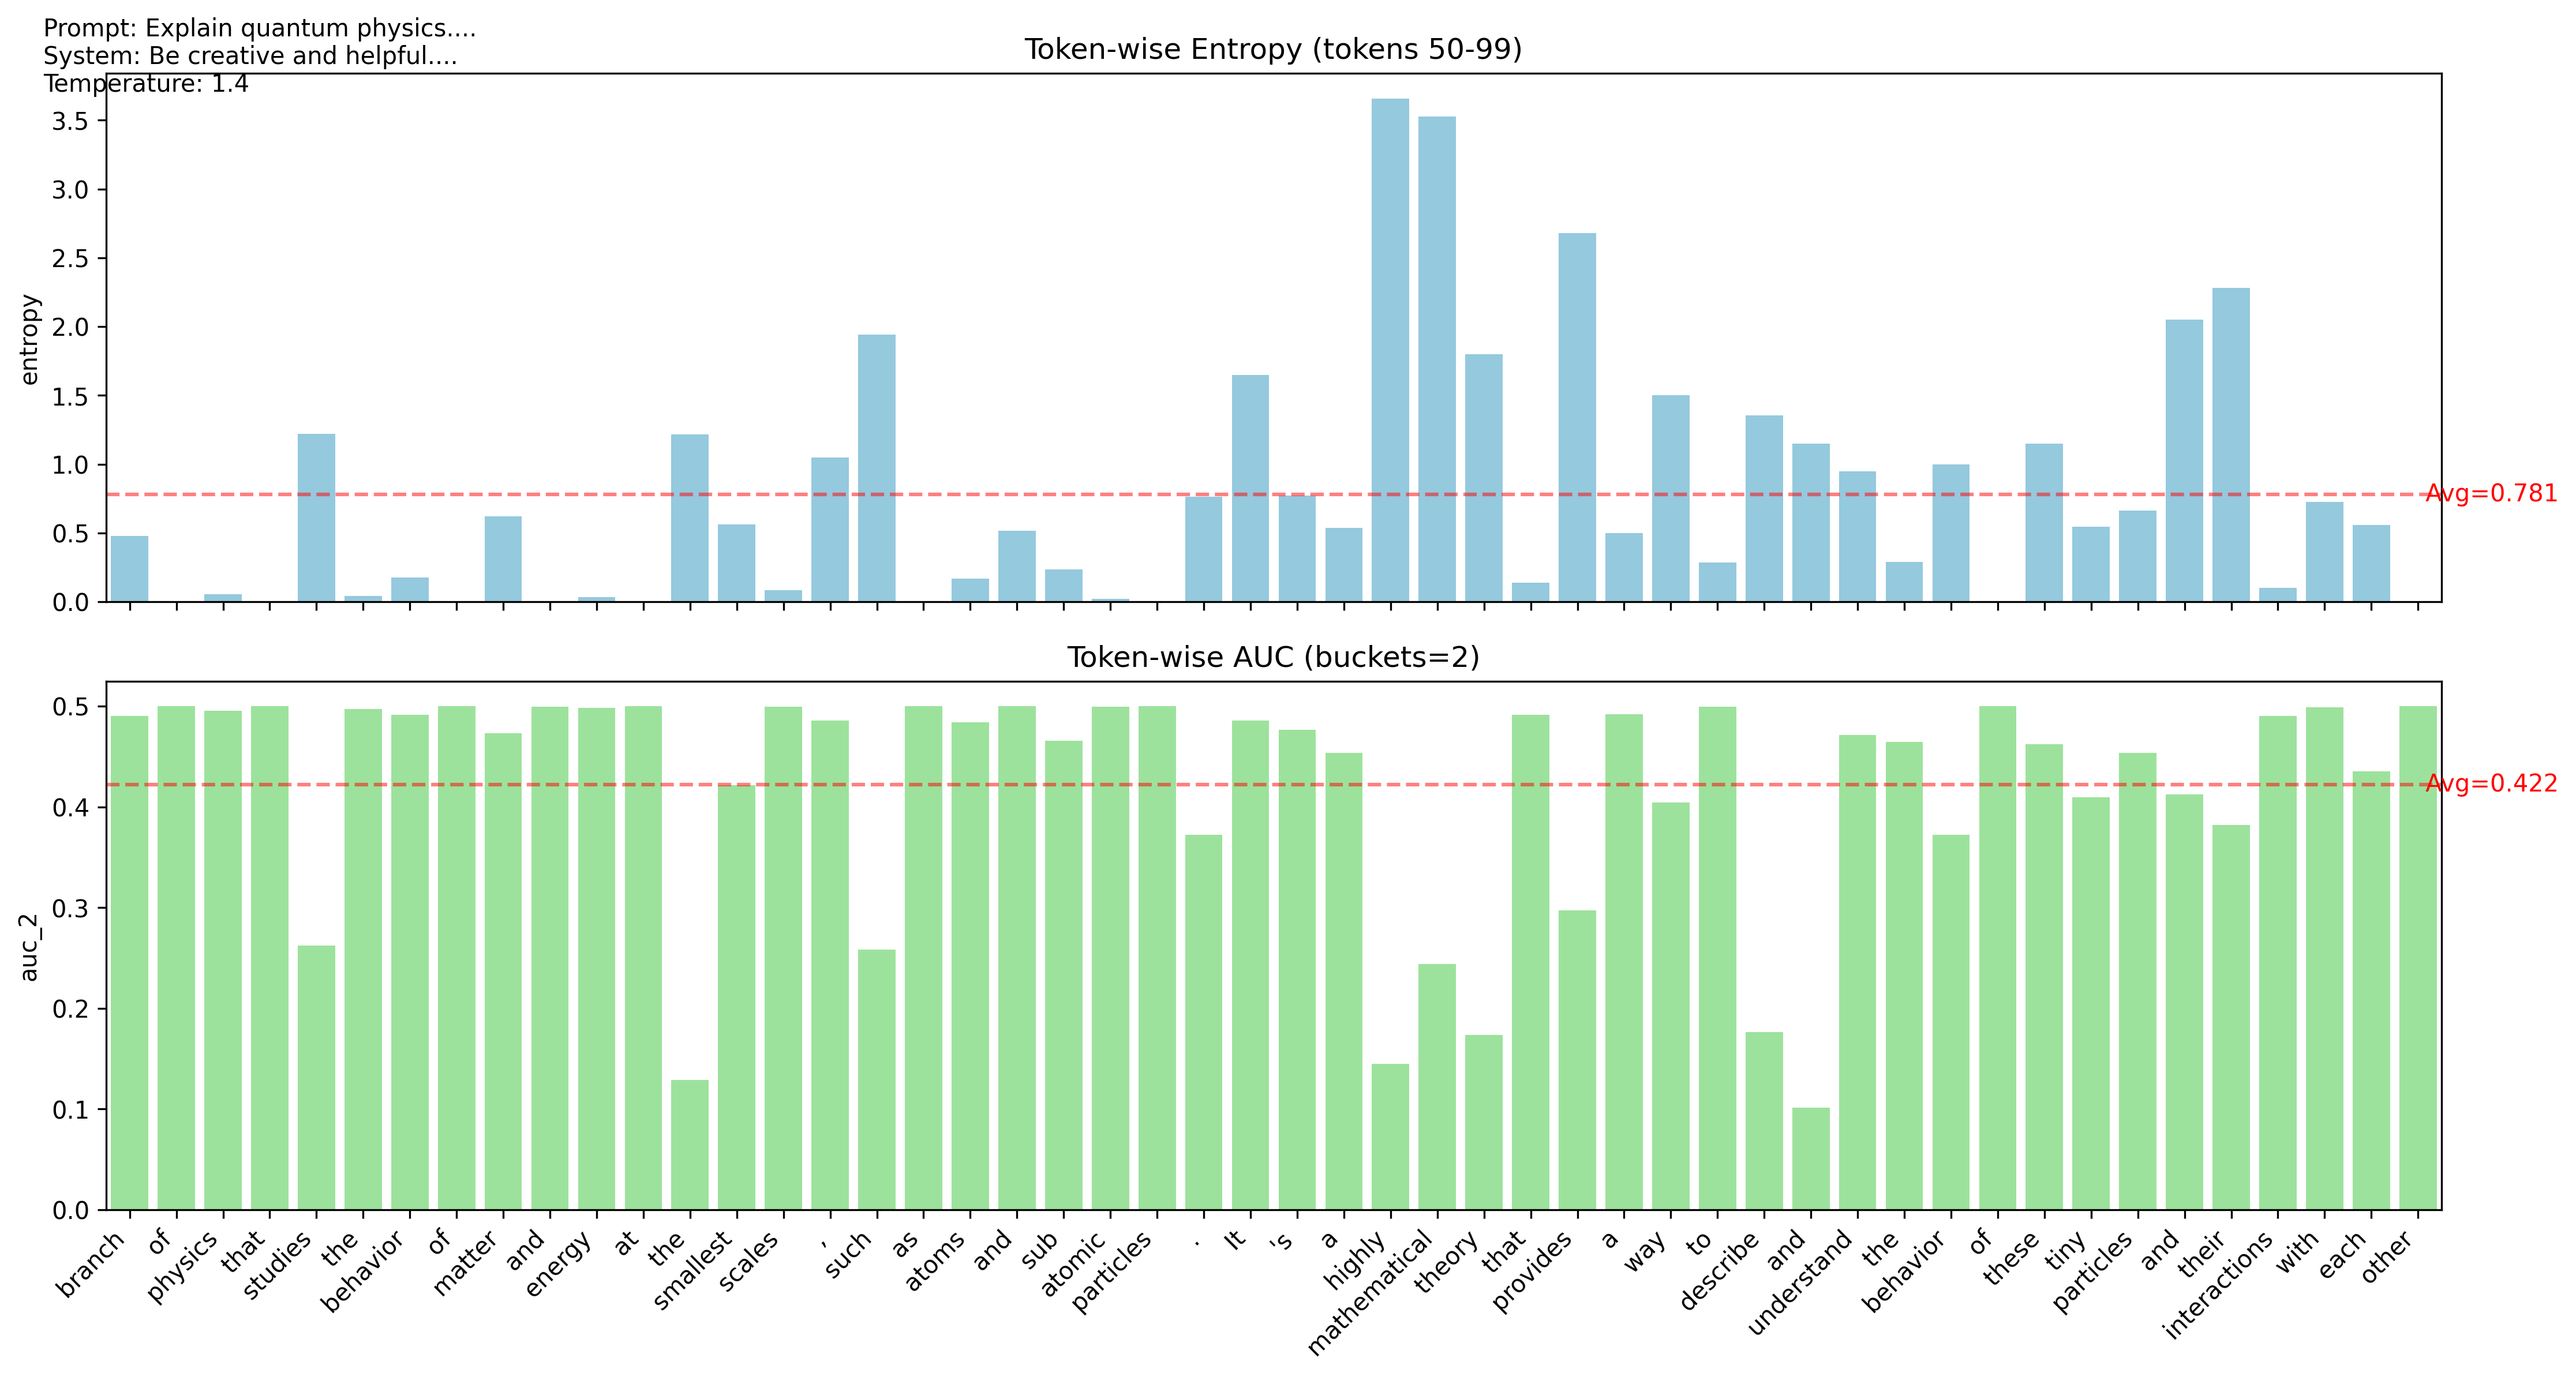 Prompt: Explain quantum physics....
System: Be creative and helpful....
Temperature: 1.4
Token-wise Entropy (tokens 50-99)
entropy
3.5
3.0
2.5
2.0
1.5
1.0
0.5
0.0
Avg=0.781
Token-wise AUC (buckets=2)
auc_2
0.5
0.4
0.3
0.2
0.1
0.0
Avg=0.422
branch
of
physics
that
studies
the
behavior
of
matter
and
energy
at
the
smallest
scales
,
such
as
atoms
and
sub
atomic
particles
.
It
's
a
highly
mathematical
theory
that
provides
a
way
to
describe
and
understand
the
behavior
of
these
tiny
particles
and
their
interactions
with
each
other